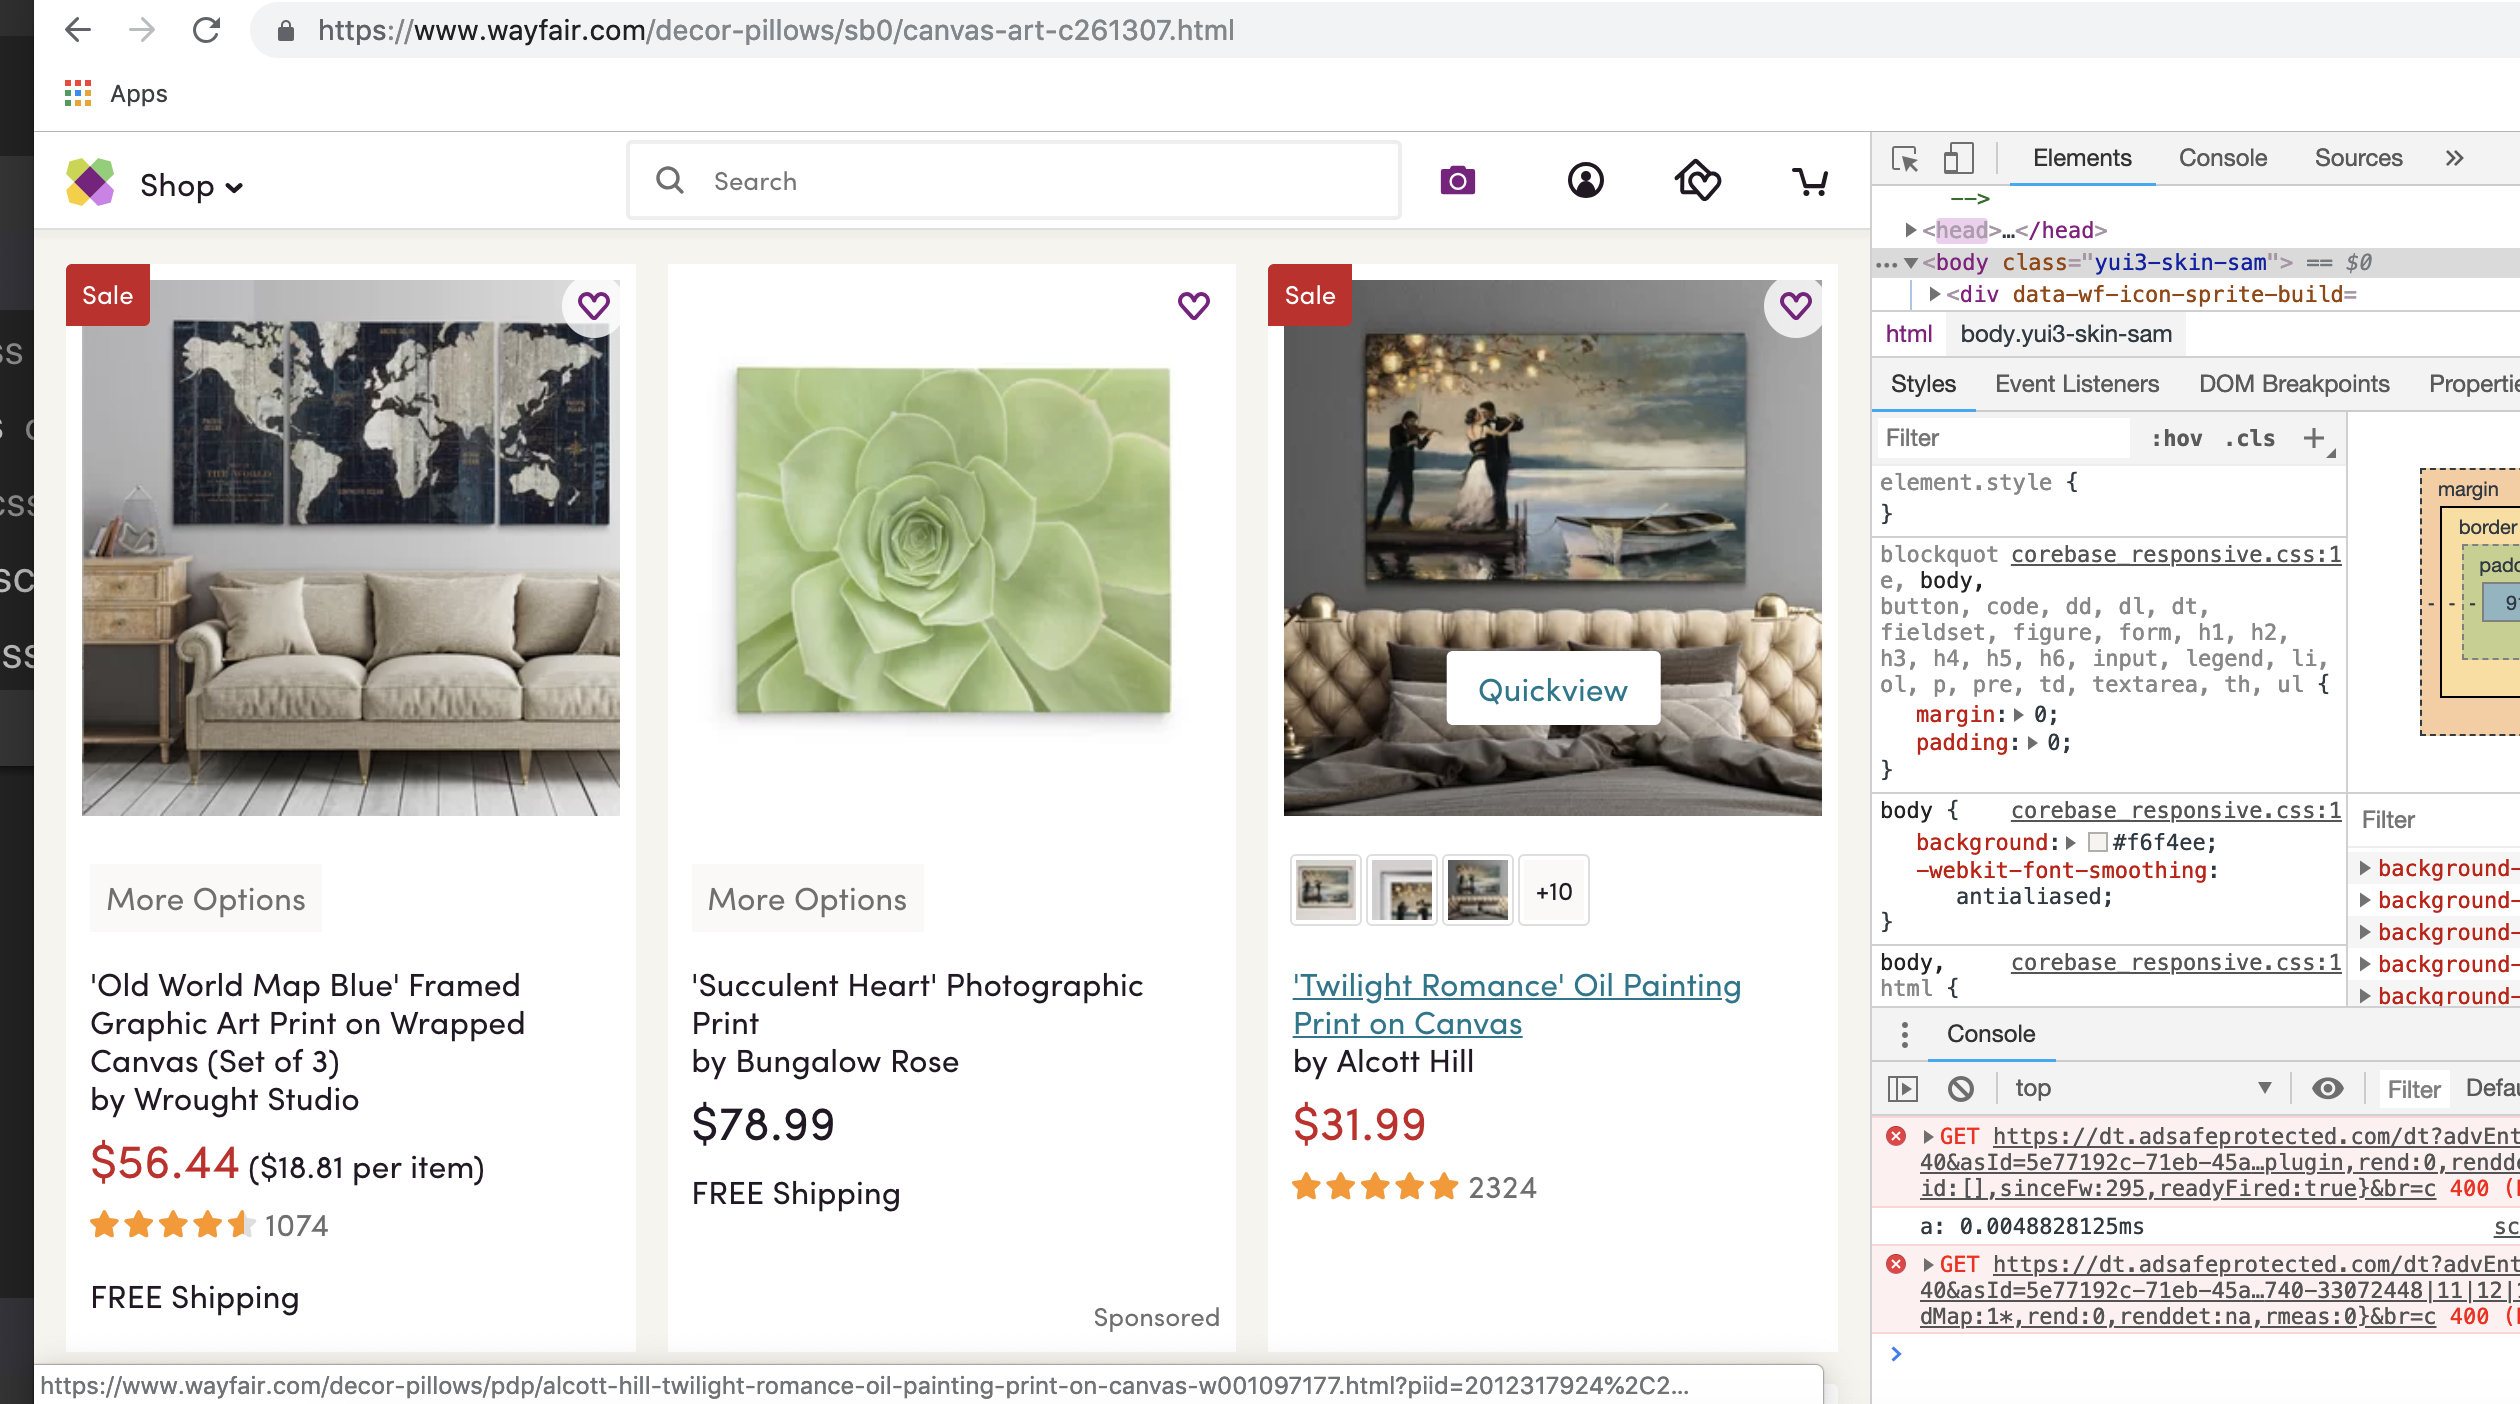 https://www.wayfair.com/decor-pillows/sb0/canvas-art-c261307.html
Apps
Shop
Search
Sale
Sale
Quickview
More Options
More Options
+10
'Old World Map Blue' Framed
Graphic Art Print on Wrapped
Canvas (Set of 3)
by Wrought Studio
$56.44 ($18.81 per item)
1074
FREE Shipping
'Succulent Heart' Photographic
Print
by Bungalow Rose
$78.99
FREE Shipping
Sponsored
'Twilight Romance' Oil Painting
Print on Canvas
by Alcott Hill
$31.99
2324
https://www.wayfair.com/decor-pillows/pdp/alcott-hill-twilight-romance-oil-painting-print-on-canvas-w001097177.html?piid=2012317924%2C2...
Elements Console Sources »
-->
<head>…</head>
<body class="yui3-skin-sam"> == $0
<div data-wf-icon-sprite-build=
html body.yui3-skin-sam
Styles Event Listeners DOM Breakpoints
Filter :hov .cls +
element.style {
}
blockquot corebase_responsive.css:1
e, body,
button, code, dd, dl, dt,
fieldset, figure, form, h1, h2,
h3, h4, h5, h6, input, legend, li,
ol, p, pre, td, textarea, th, ul {
margin: 0;
padding: 0;
}
body { corebase_responsive.css:1
background: #f6f4ee;
-webkit-font-smoothing:
antialiased;
}
body, corebase_responsive.css:1
html {
margin
border
Filter
background-
background-
background-
background-
background-
Console
top Filter
GET https://dt.adsafeprotected.com/dt?advEnt
40&asId=5e77192c-71eb-45a…plugin,rend:0,rendde
id:[],sinceFw:295,readyFired:true}&br=c 400 (
a: 0.0048828125ms sc
GET https://dt.adsafeprotected.com/dt?advEnt
40&asId=5e77192c-71eb-45a…740-33072448|11|12|
dMap:1*,rend:0,renddet:na,rmeas:0}&br=c 400 (